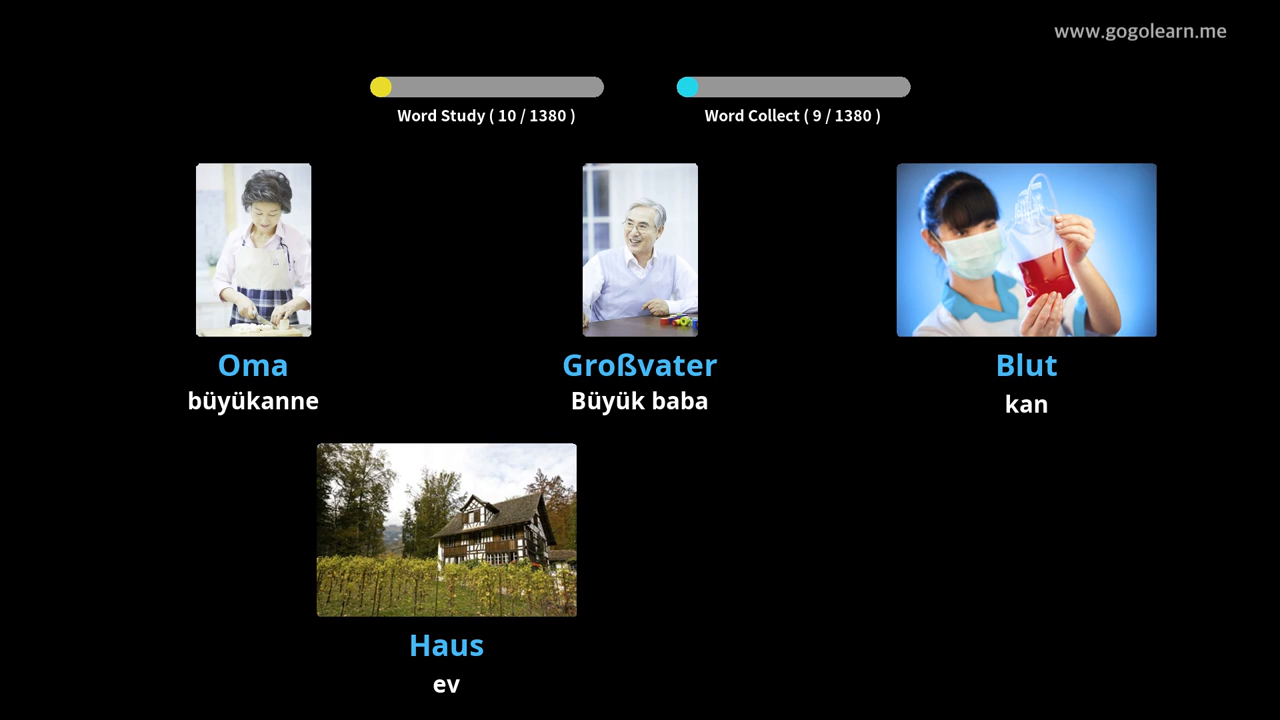 www.gogolearn.me
Word Study ( 10 / 1380 )
Word Collect ( 9 / 1380 )
Oma
büyükanne
Großvater
Büyük baba
Blut
kan
Haus
ev